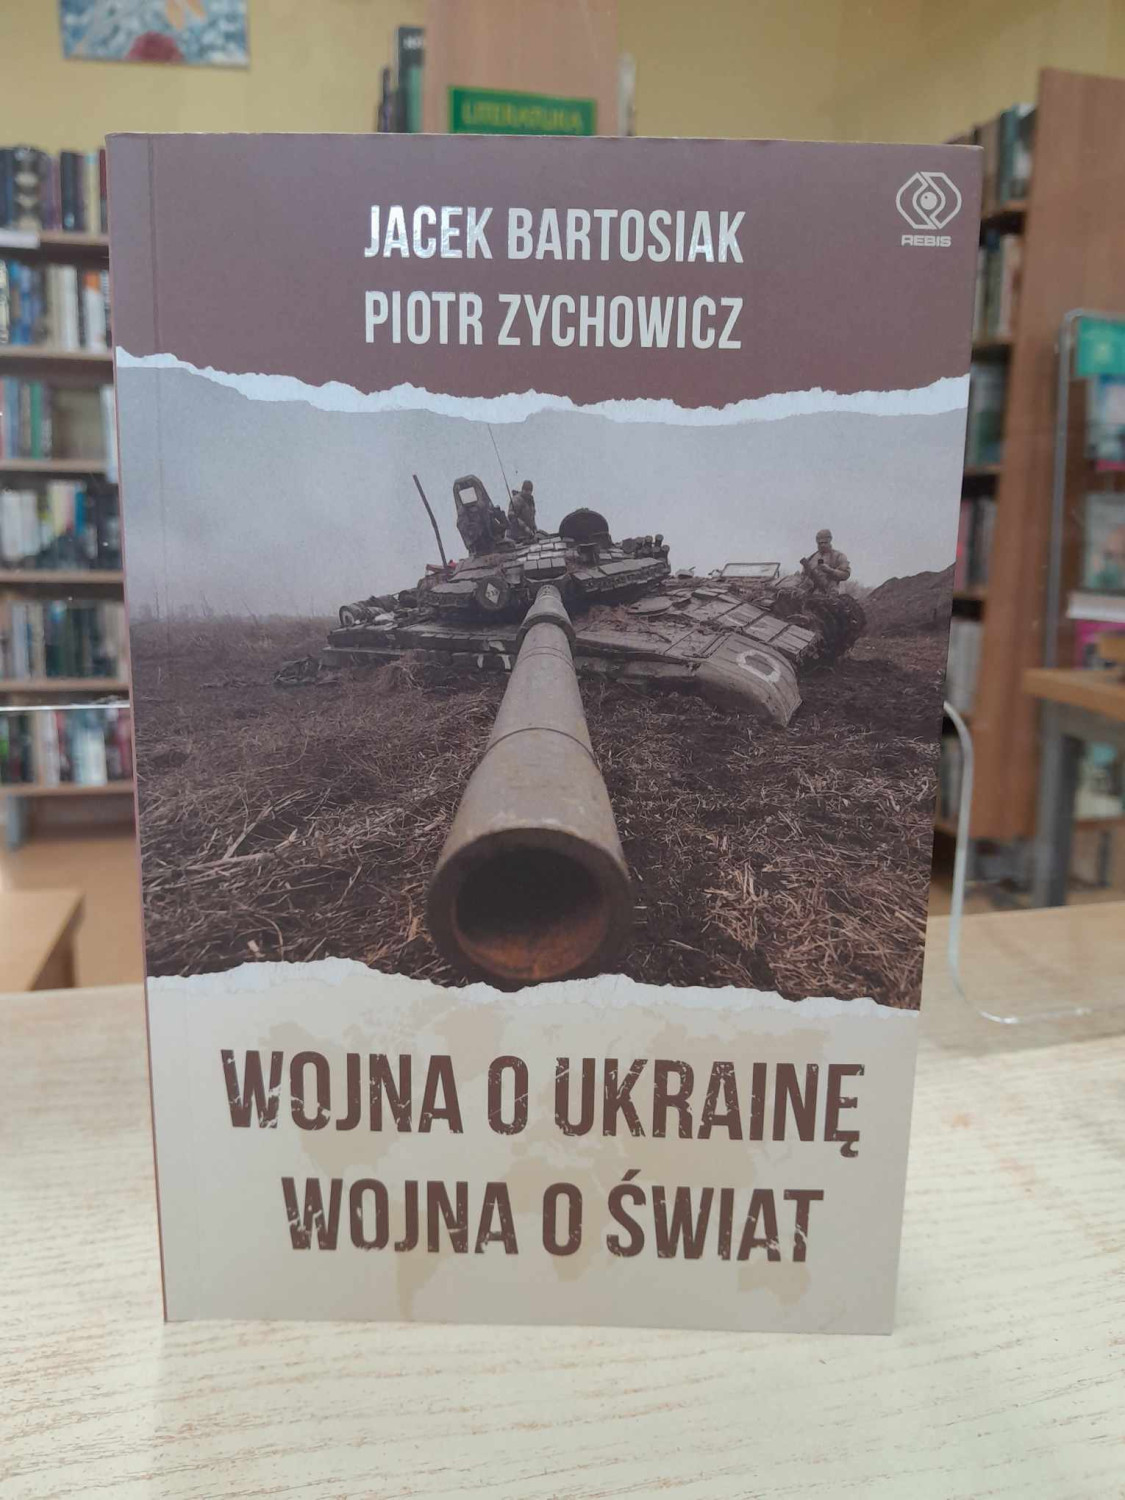 LITERATURA
JACEK BARTOSIAK
PIOTR ZYCHOWICZ
REBIS
WOJNA O UKRAINĘ
WOJNA O ŚWIAT